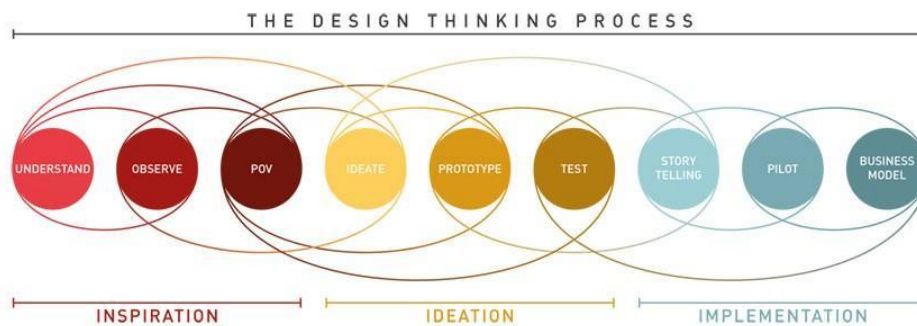 THE DESIGN THINKING PROCESS
UNDERSTAND
OBSERVE
POV
IDEATE
PROTOTYPE
TEST
STORY
TELLING
PILOT
BUSINESS
MODEL
INSPIRATION
IDEATION
IMPLEMENTATION